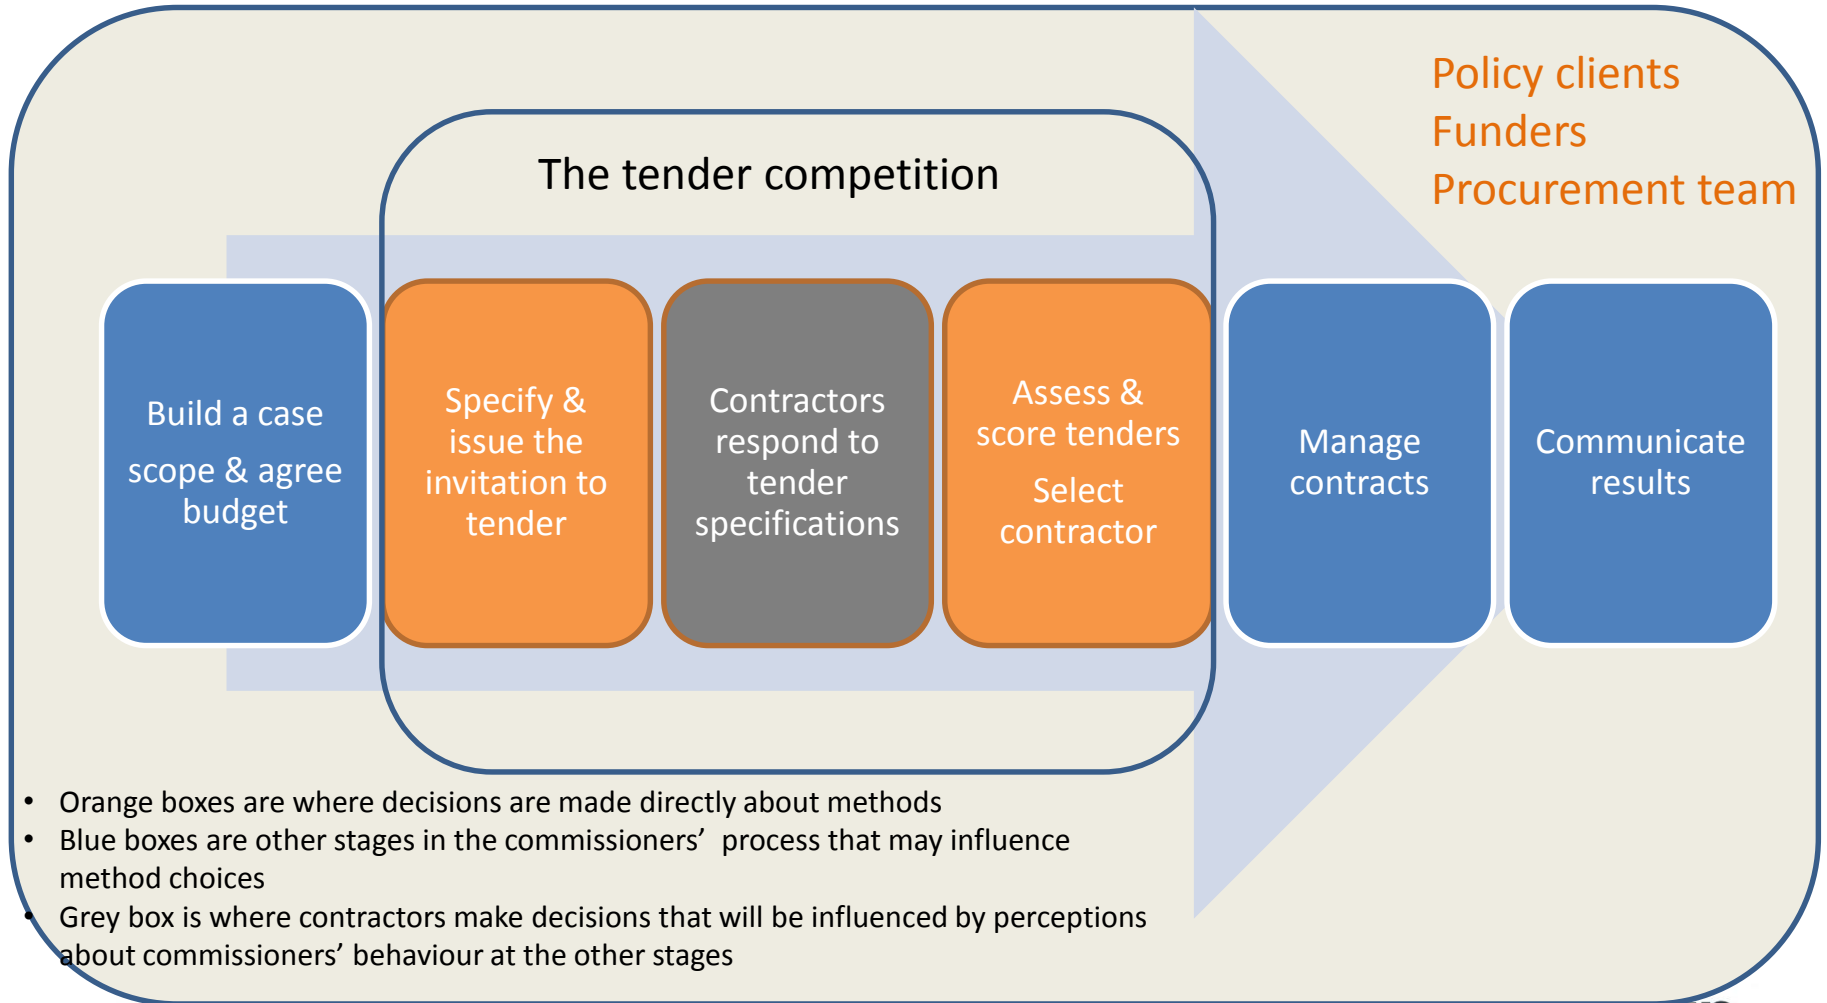 Policy clients
Funders
Procurement team
The tender competition
Build a case
scope & agree
budget
Specify &
issue the
invitation to
tender
Contractors
respond to
tender
specifications
Assess &
score tenders
Select
contractor
Manage
contracts
Communicate
results
• Orange boxes are where decisions are made directly about methods
• Blue boxes are other stages in the commissioners’ process that may influence
method choices
• Grey box is where contractors make decisions that will be influenced by perceptions
about commissioners’ behaviour at the other stages